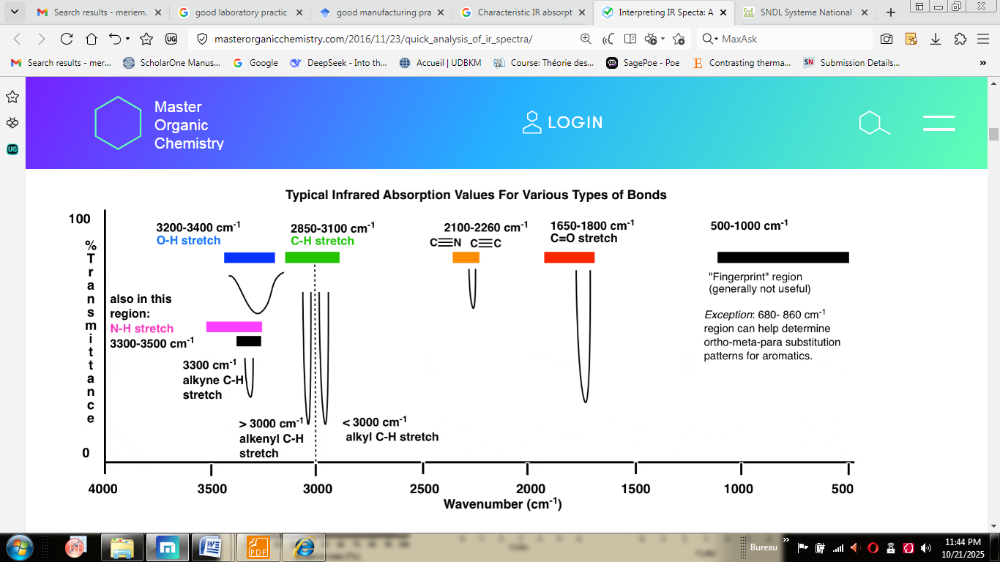 Search results - meriem.
good laboratory practic
good manufacturing pra
Characteristic IR absorpt
Interpreting IR Specta: A
SNDL Systeme National
UG
masterorganicchemistry.com/2016/11/23/quick_analysis_of_ir_spectra/
MaxAsk
Search results - mer...
ScholarOne Manus...
Google
DeepSeek - Into th...
Accueil | UDBKM
Course: Théorie des...
SagePoe - Poe
Contrasting therma...
SN Submission Details...
»
UG
Master
Organic
Chemistry
LOGIN
Typical Infrared Absorption Values For Various Types of Bonds
100
% Transmittance
0
3200-3400 cm-1
O-H stretch
2850-3100 cm-1
C-H stretch
2100-2260 cm-1
C≡N C≡C
1650-1800 cm-1
C=O stretch
500-1000 cm-1
"Fingerprint" region
(generally not useful)
Exception: 680- 860 cm-1
region can help determine
ortho-meta-para substitution
patterns for aromatics.
also in this
region:
N-H stretch
3300-3500 cm-1
3300 cm-1
alkyne C-H
stretch
> 3000 cm-1
alkenyl C-H
stretch
< 3000 cm-1
alkyl C-H stretch
4000 3500 3000 2500 2000 1500 1000 500
Wavenumber (cm-1)
PDF
Bureau
»
11:44 PM
10/21/2025